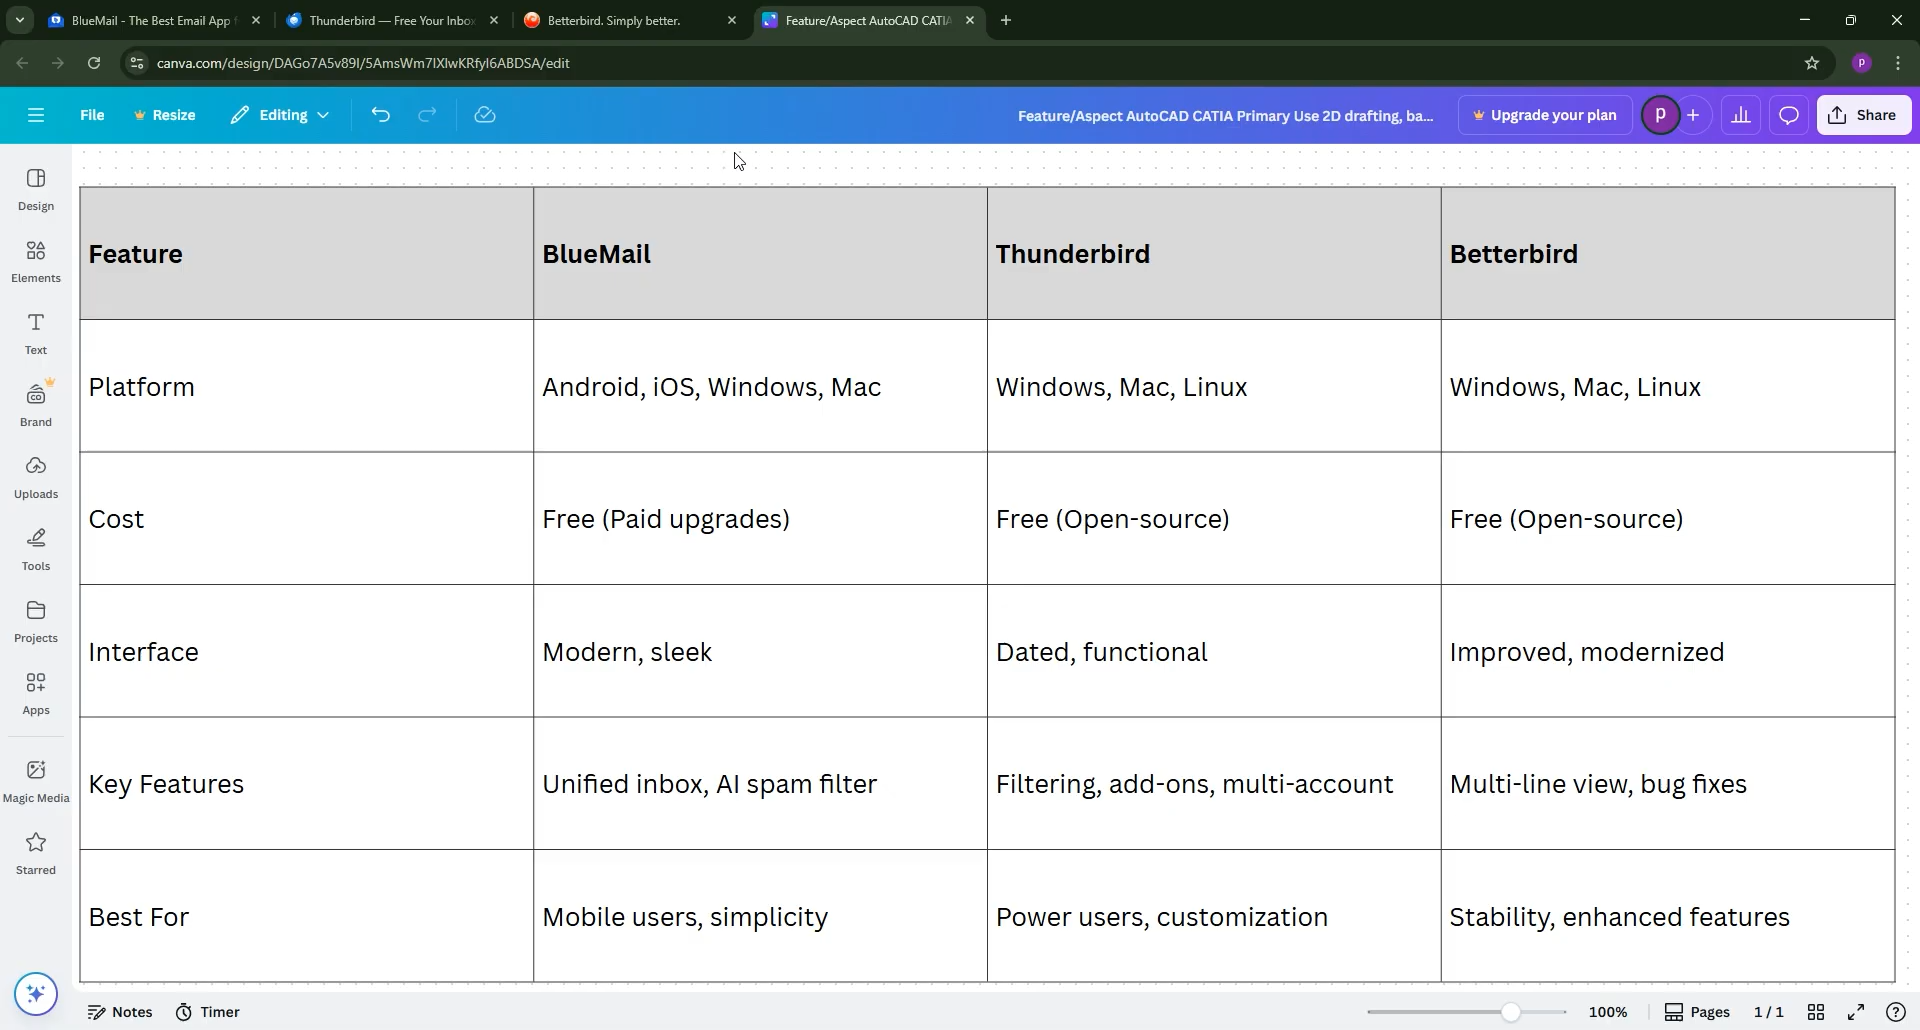 BlueMail - The Best Email App f
Thunderbird — Free Your Inbox
Betterbird. Simply better.
Feature/Aspect AutoCAD CATIA
canva.com/design/DAGo7A5v89I/5AmsWm7IXIwKRfyl6ABDSA/edit
P
File
Resize
Editing
Feature/Aspect AutoCAD CATIA Primary Use 2D drafting, ba...
Upgrade your plan
P
Share
Design
Elements
Text
Brand
Uploads
Tools
Projects
Apps
Magic Media
Starred
Feature BlueMail Thunderbird Betterbird
Platform Android, iOS, Windows, Mac Windows, Mac, Linux Windows, Mac, Linux
Cost Free (Paid upgrades) Free (Open-source) Free (Open-source)
Interface Modern, sleek Dated, functional Improved, modernized
Key Features Unified inbox, AI spam filter Filtering, add-ons, multi-account Multi-line view, bug fixes
Best For Mobile users, simplicity Power users, customization Stability, enhanced features
Notes
Timer
100%
Pages
1 / 1